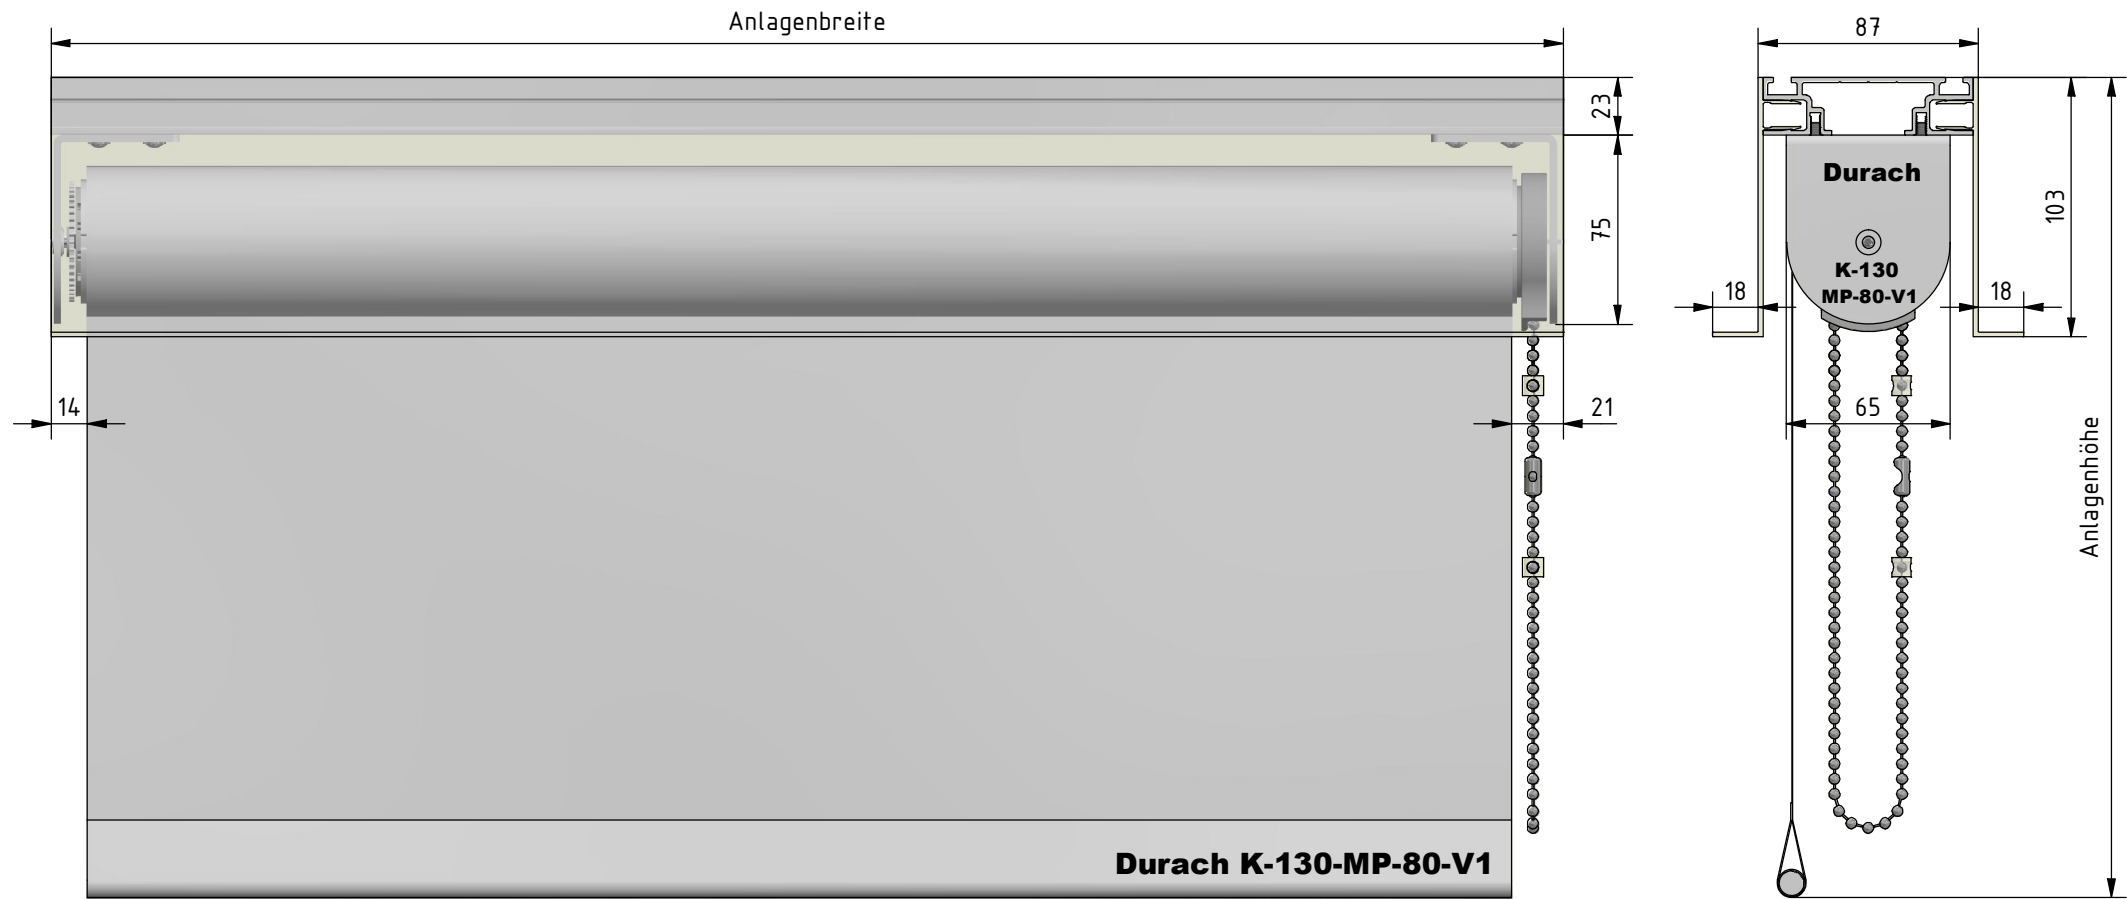 Anlagenbreite
87
23
75
103
Durach
K-130
MP-80-V1
18
18
14
21
65
Anlagenhöhe
Durach K-130-MP-80-V1